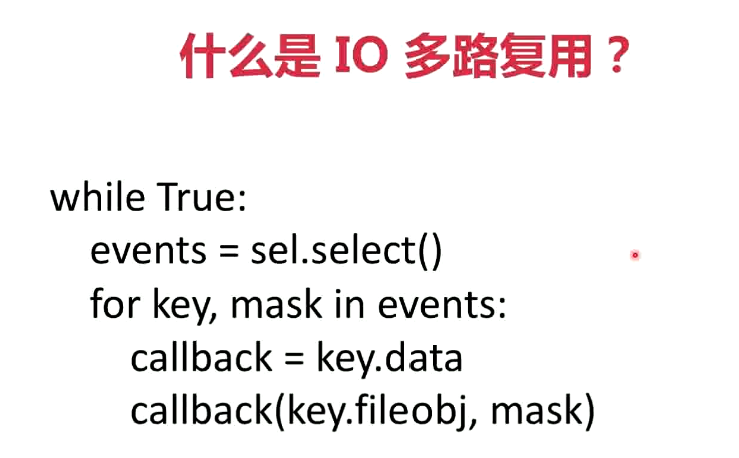 什么是 IO 多路复用？
while True:
events = sel.select()
for key, mask in events:
callback = key.data
callback(key.fileobj, mask)